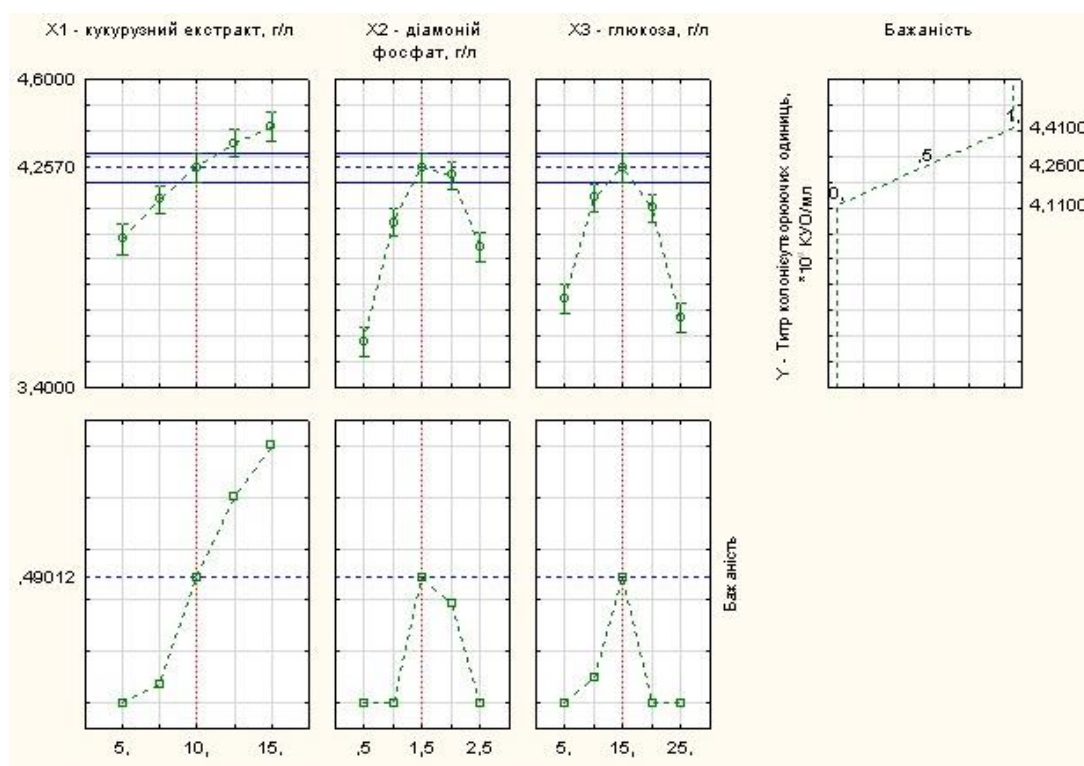 X1 - кукурузний екстракт, г/л
X2 - діамоній
фосфат, г/л
X3 - глюкоза, г/л
Бажаність
4,6000
4,2570
3,4000
Y - Титр колонієутворюючих одиниць,
КУО/мл
1,
,5
0,
4,4100
4,2600
4,1100
,49012
Бажаність
5, 10, 15,
,5 1,5 2,5
5, 15, 25,